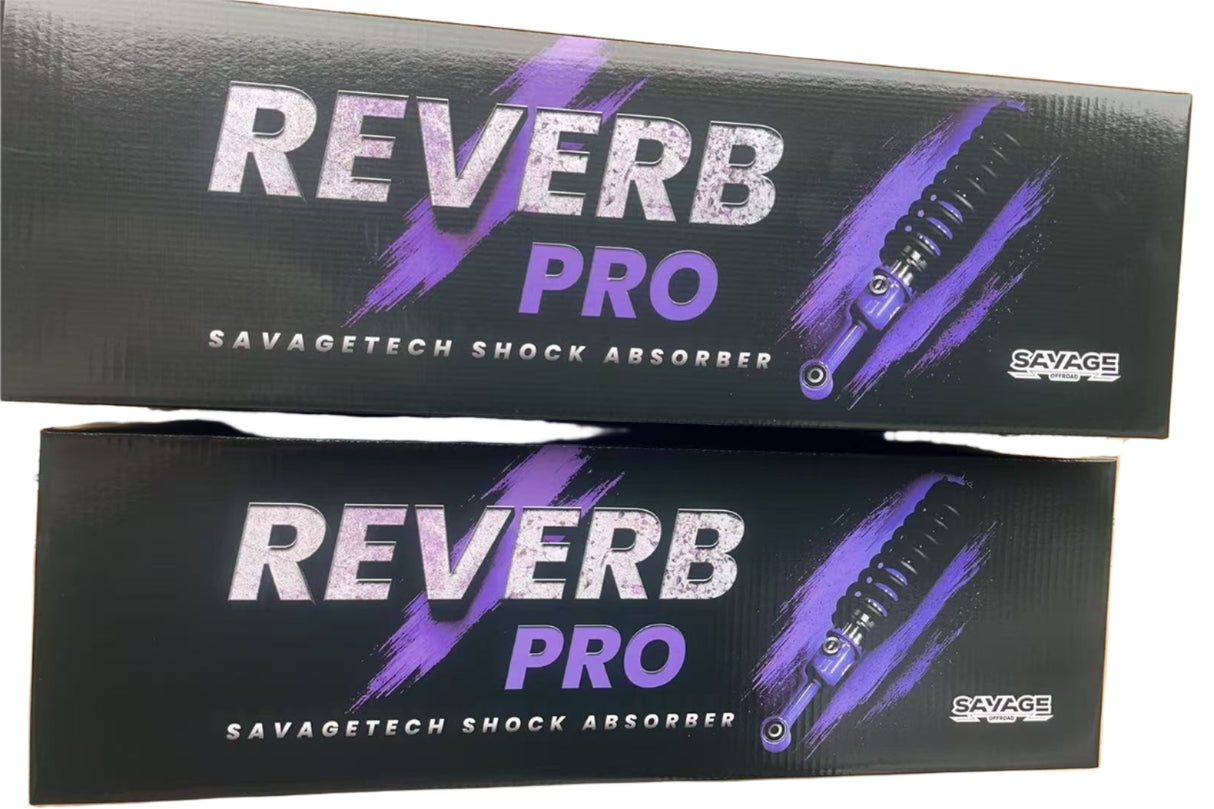 REVERB
PRO
SAVAGETECH SHOCK ABSORBER
SAVAGE
OFFROAD
REVERB
PRO
SAVAGETECH SHOCK ABSORBER
SAVAGE
OFFROAD